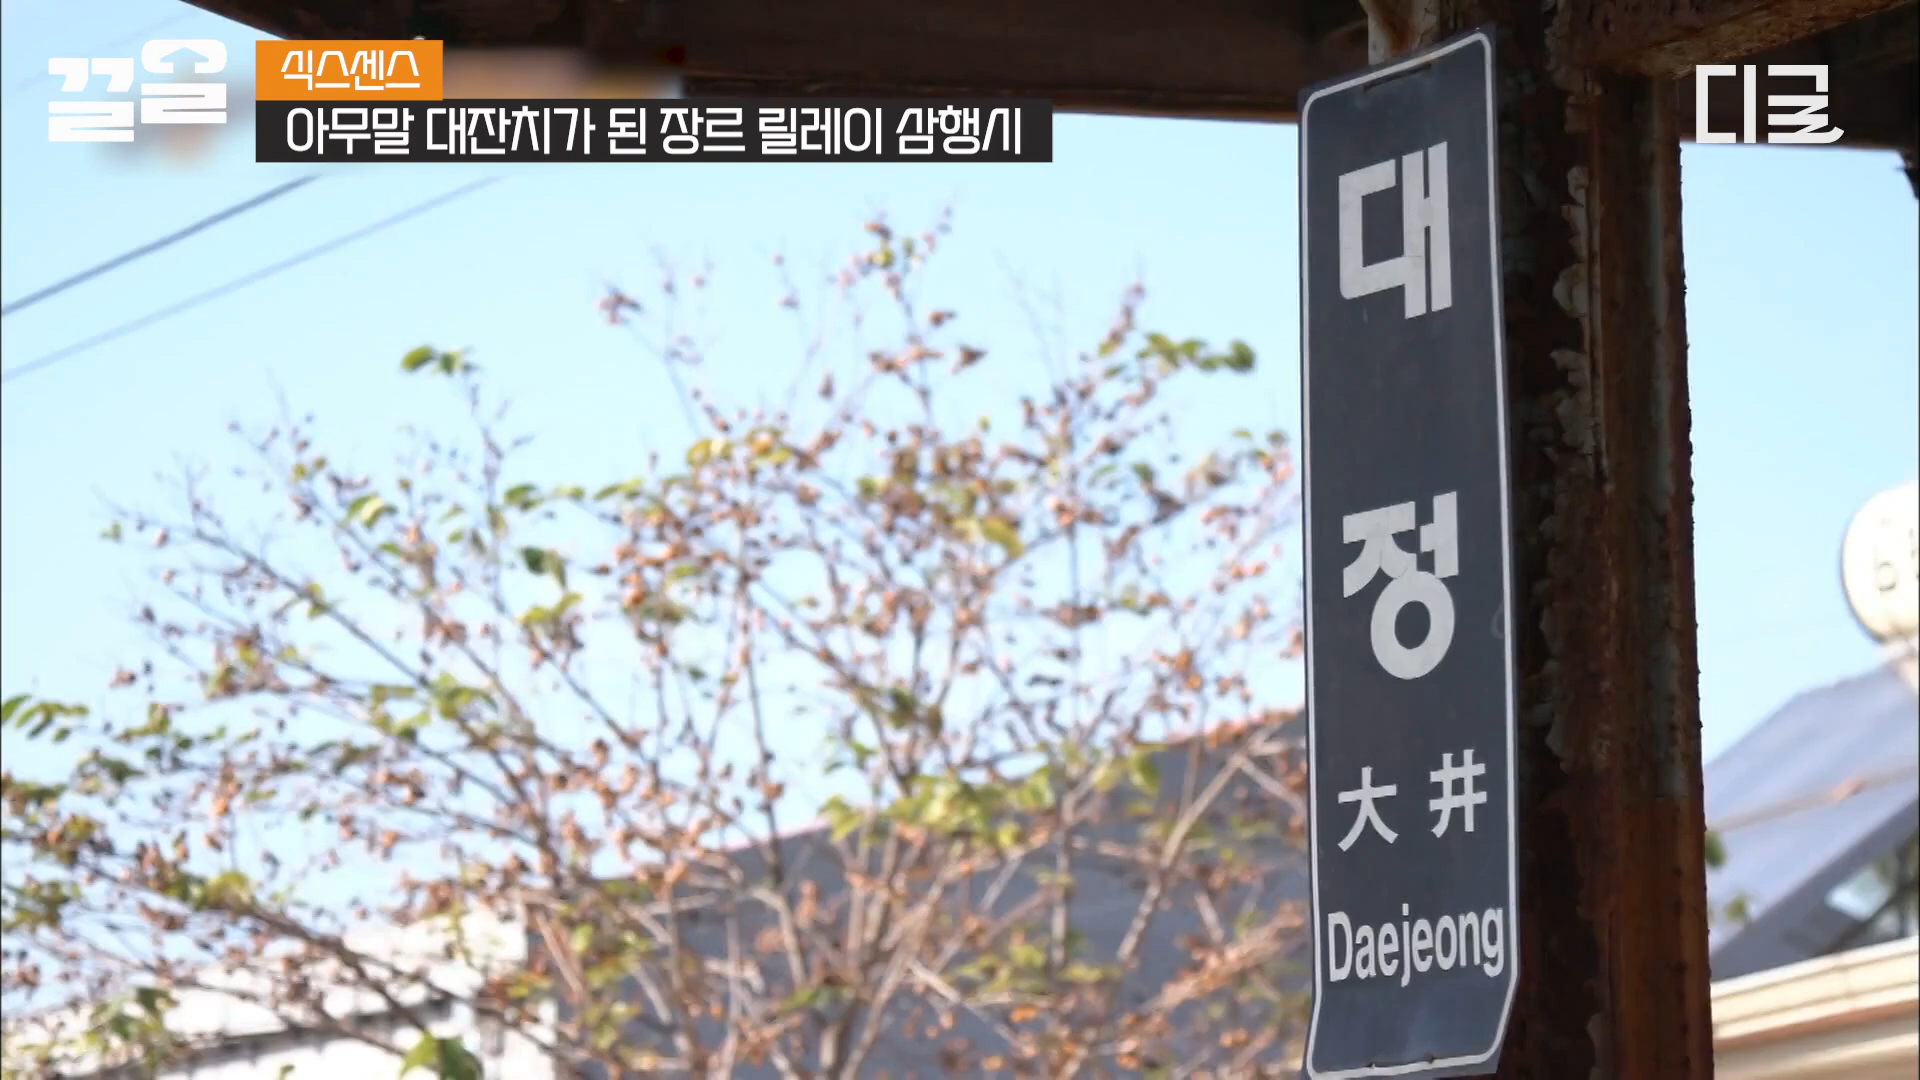 끌올
식스센스
아무말 대잔치가 된 장르 릴레이 삼행시
디글
대
정
大井
Daejeong